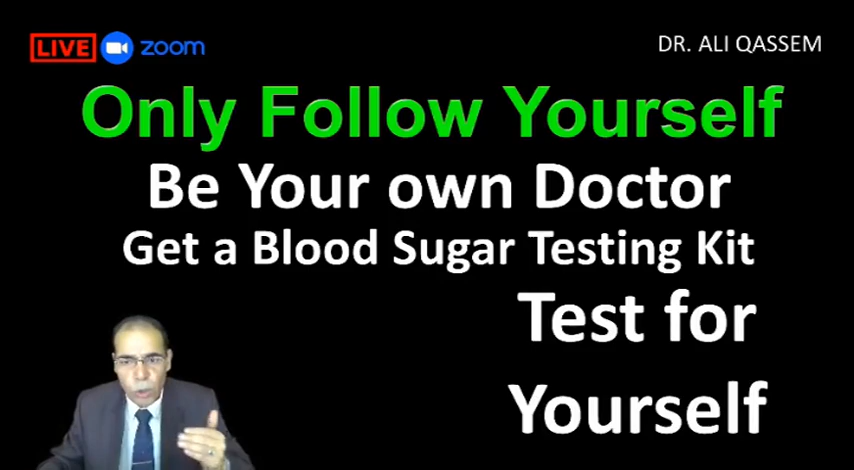 LIVE zoom DR. ALI QASSEM
Only Follow Yourself
Be Your own Doctor
Get a Blood Sugar Testing Kit
Test for
Yourself